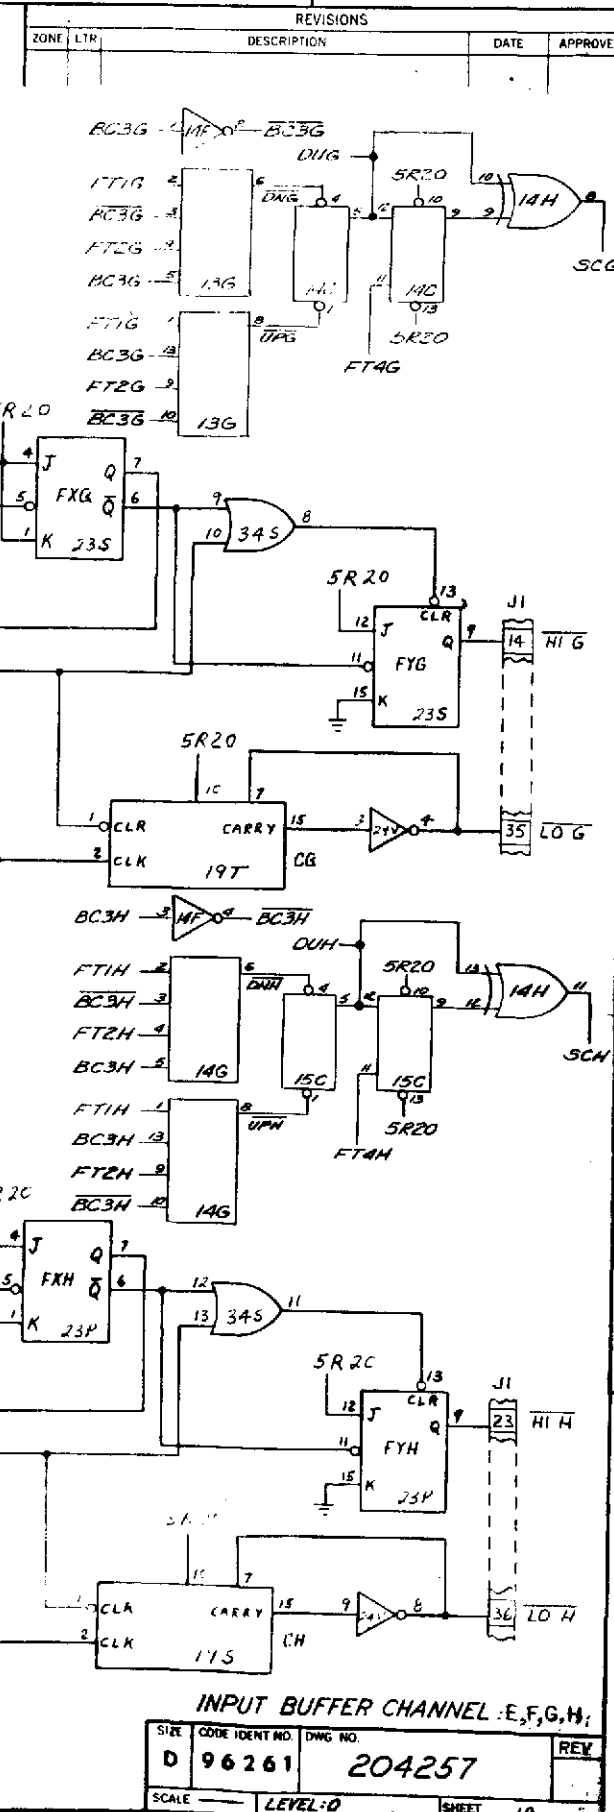 REVISIONS
ZONE LTR DESCRIPTION DATE APPROVE
BC3G 14F 2 BC3G
DUG
FT1G 2 6 DNG 4 5R20 10 10
BC3G 3 5 12 9 9 14H 8
FT2G 4
BC3G 5 13G 14C 11 14C SCG
1 13
FT1G 1 8 UPG 5R20
BC3G 13 FT4G
FT2G 9
BC3G 10 13G
R20
4 J Q 7
5 FXG Q 6 9 8
1 K 23S 10 34S
5R20 13 J1
12 J CLR Q 9 14 HI G
11 FYG
15 K 23S
5R20
10 7
1 CLR CARRY 15 3 24V 4 35 LO G
2 CLK 19T CG
BC3H 3 14F 4 BC3H
DUH
FT1H 2 6 DNH 4 5R20 10 13
BC3H 3 5 12 9 12 14H 11
FT2H 4
BC3H 5 14G 15C 11 15C SCH
1 13
FT1H 1 8 UPH 5R20
BC3H 13 FT4H
FT2H 9
BC3H 10 14G
4 J Q 7
5 FXH Q 6 12 11
1 K 23P 13 34S
5R20 13 J1
12 J CLR Q 9 23 HI H
11 FYH
15 K 23P
10 7
1 CLR CARRY 15 9 24V 8 36 LO H
2 CLK 17S CH
INPUT BUFFER CHANNEL :E,F,G,H;
SIZE CODE IDENT NO. DWG NO. REV
D 96261 204257
SCALE LEVEL:0 SHEET